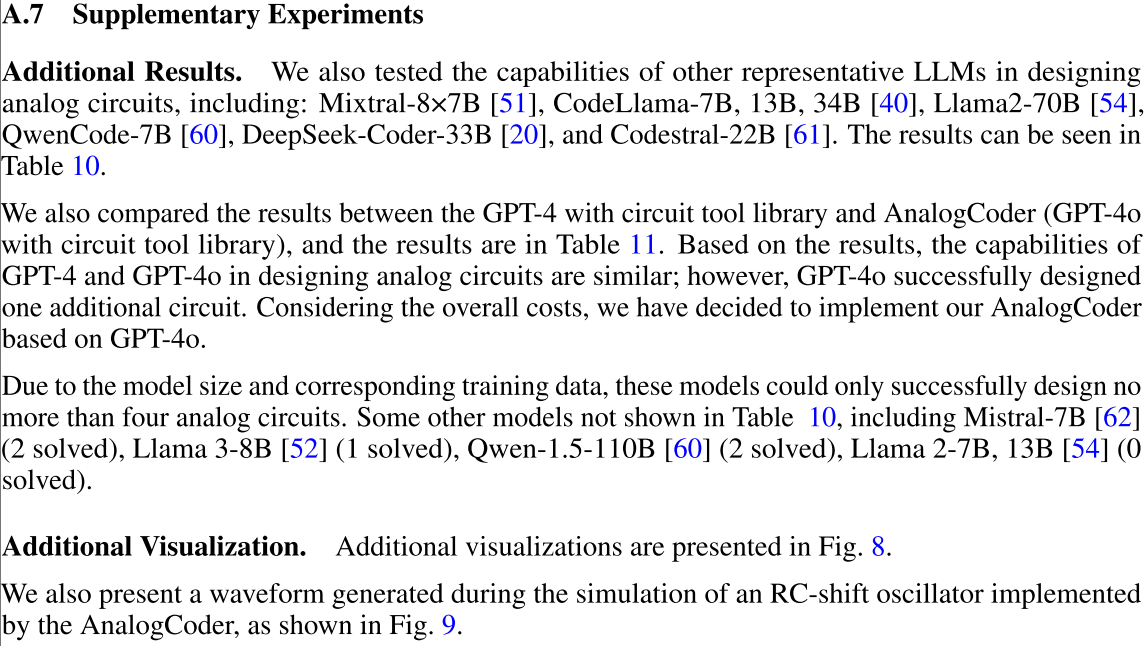 A.7 Supplementary Experiments
Additional Results. We also tested the capabilities of other representative LLMs in designing
analog circuits, including: Mixtral-8×7B [51], CodeLlama-7B, 13B, 34B [40], Llama2-70B [54],
QwenCode-7B [60], DeepSeek-Coder-33B [20], and Codestral-22B [61]. The results can be seen in
Table 10.
We also compared the results between the GPT-4 with circuit tool library and AnalogCoder (GPT-4o
with circuit tool library), and the results are in Table 11. Based on the results, the capabilities of
GPT-4 and GPT-4o in designing analog circuits are similar; however, GPT-4o successfully designed
one additional circuit. Considering the overall costs, we have decided to implement our AnalogCoder
based on GPT-4o.
Due to the model size and corresponding training data, these models could only successfully design no
more than four analog circuits. Some other models not shown in Table 10, including Mistral-7B [62]
(2 solved), Llama 3-8B [52] (1 solved), Qwen-1.5-110B [60] (2 solved), Llama 2-7B, 13B [54] (0
solved).
Additional Visualization. Additional visualizations are presented in Fig. 8.
We also present a waveform generated during the simulation of an RC-shift oscillator implemented
by the AnalogCoder, as shown in Fig. 9.